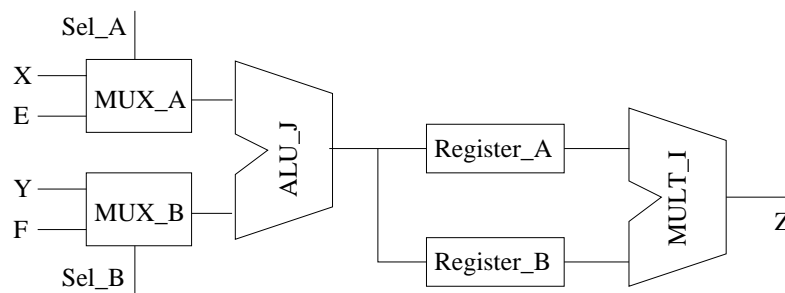 Sel_A
X
E
MUX_A
Y
F
MUX_B
Sel_B
ALU_J
Register_A
Register_B
MULT_I
Z